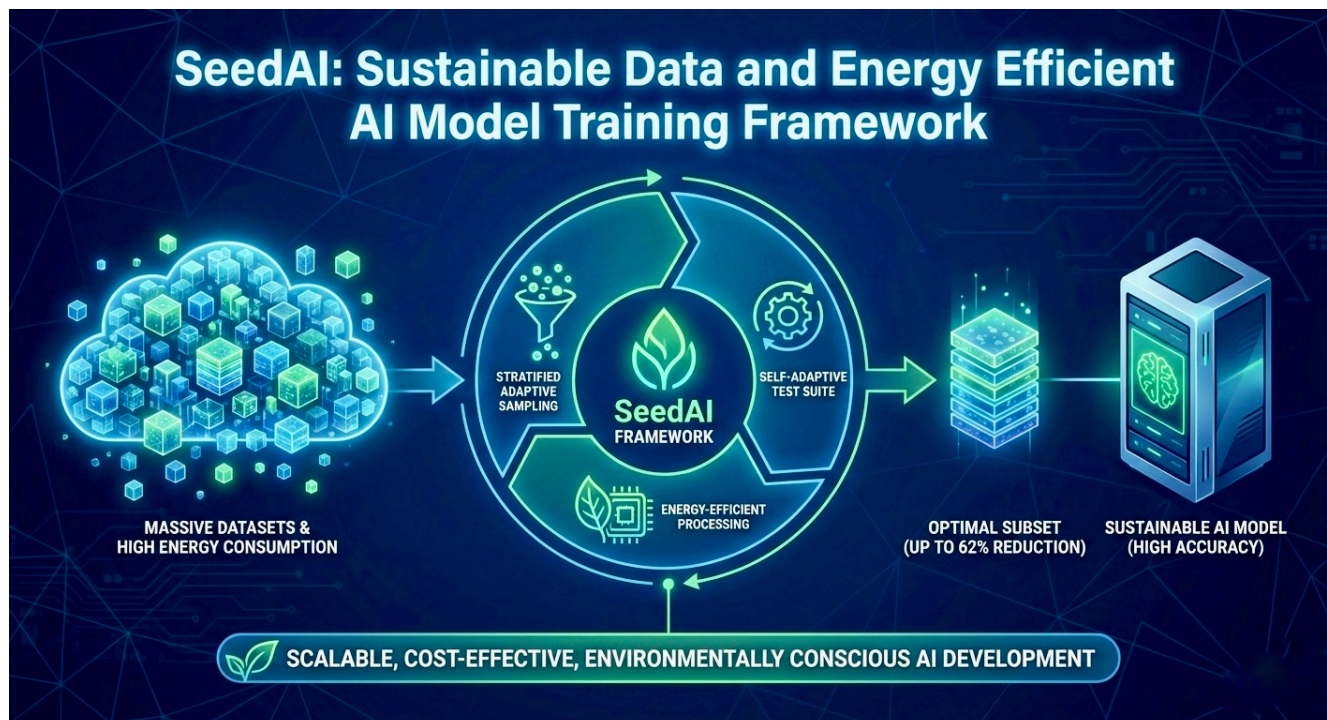 SeedAI: Sustainable Data and Energy Efficient
AI Model Training Framework
STRATIFIED
ADAPTIVE
SAMPLING
SELF-ADAPTIVE
TEST SUITE
SeedAI
FRAMEWORK
ENERGY-EFFICIENT
PROCESSING
MASSIVE DATASETS &
HIGH ENERGY CONSUMPTION
OPTIMAL SUBSET
(UP TO 62% REDUCTION)
SUSTAINABLE AI MODEL
(HIGH ACCURACY)
SCALABLE, COST-EFFECTIVE, ENVIRONMENTALLY CONSCIOUS AI DEVELOPMENT